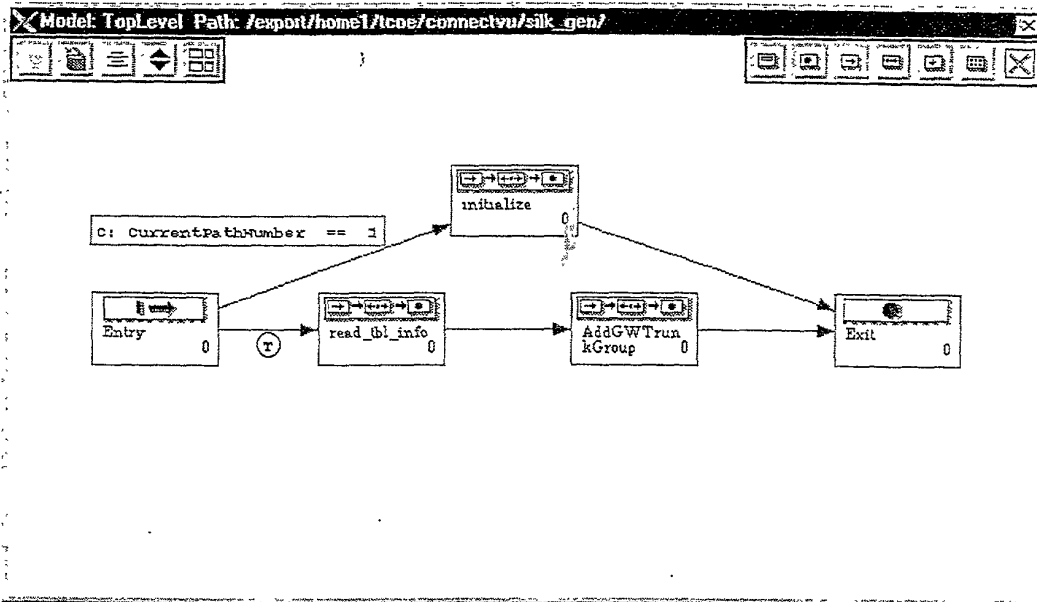 Model: TopLevel Path: /export/home1/tcoe/connectvu/silk_gen/
initialize
0
C: CurrentPathNumber == 1
Entry
0
T
read_tbl_info
0
AddGWTrun
kGroup 0
Exit
0